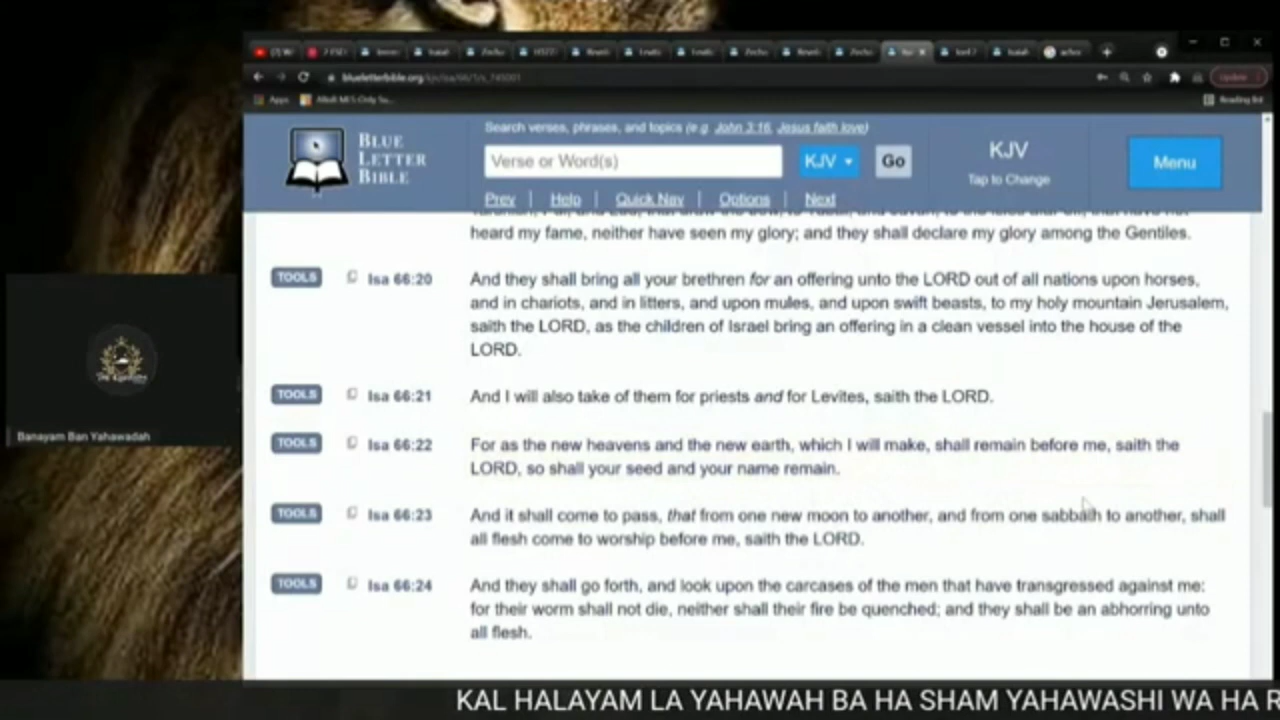 blueletterbible.org
Update
Apps
Reading list
BLUE
LETTER
BIBLE
Search verses, phrases, and topics (e.g. John 3:16, Jesus faith love)
Verse or Word(s)
KJV
Go
KJV
Tap to Change
Menu
Prev | Help | Quick Nav | Options | Next
heard my fame, neither have seen my glory; and they shall declare my glory among the Gentiles.
TOOLS Isa 66:20 And they shall bring all your brethren for an offering unto the LORD out of all nations upon horses,
and in chariots, and in litters, and upon mules, and upon swift beasts, to my holy mountain Jerusalem,
saith the LORD, as the children of Israel bring an offering in a clean vessel into the house of the
LORD.
TOOLS Isa 66:21 And I will also take of them for priests and for Levites, saith the LORD.
TOOLS Isa 66:22 For as the new heavens and the new earth, which I will make, shall remain before me, saith the
LORD, so shall your seed and your name remain.
TOOLS Isa 66:23 And it shall come to pass, that from one new moon to another, and from one sabbath to another, shall
all flesh come to worship before me, saith the LORD.
TOOLS Isa 66:24 And they shall go forth, and look upon the carcases of the men that have transgressed against me:
for their worm shall not die, neither shall their fire be quenched; and they shall be an abhorring unto
all flesh.
Banayam Ban Yahawadah
KAL HALAYAM LA YAHAWAH BA HA SHAM YAHAWASHI WA HA R